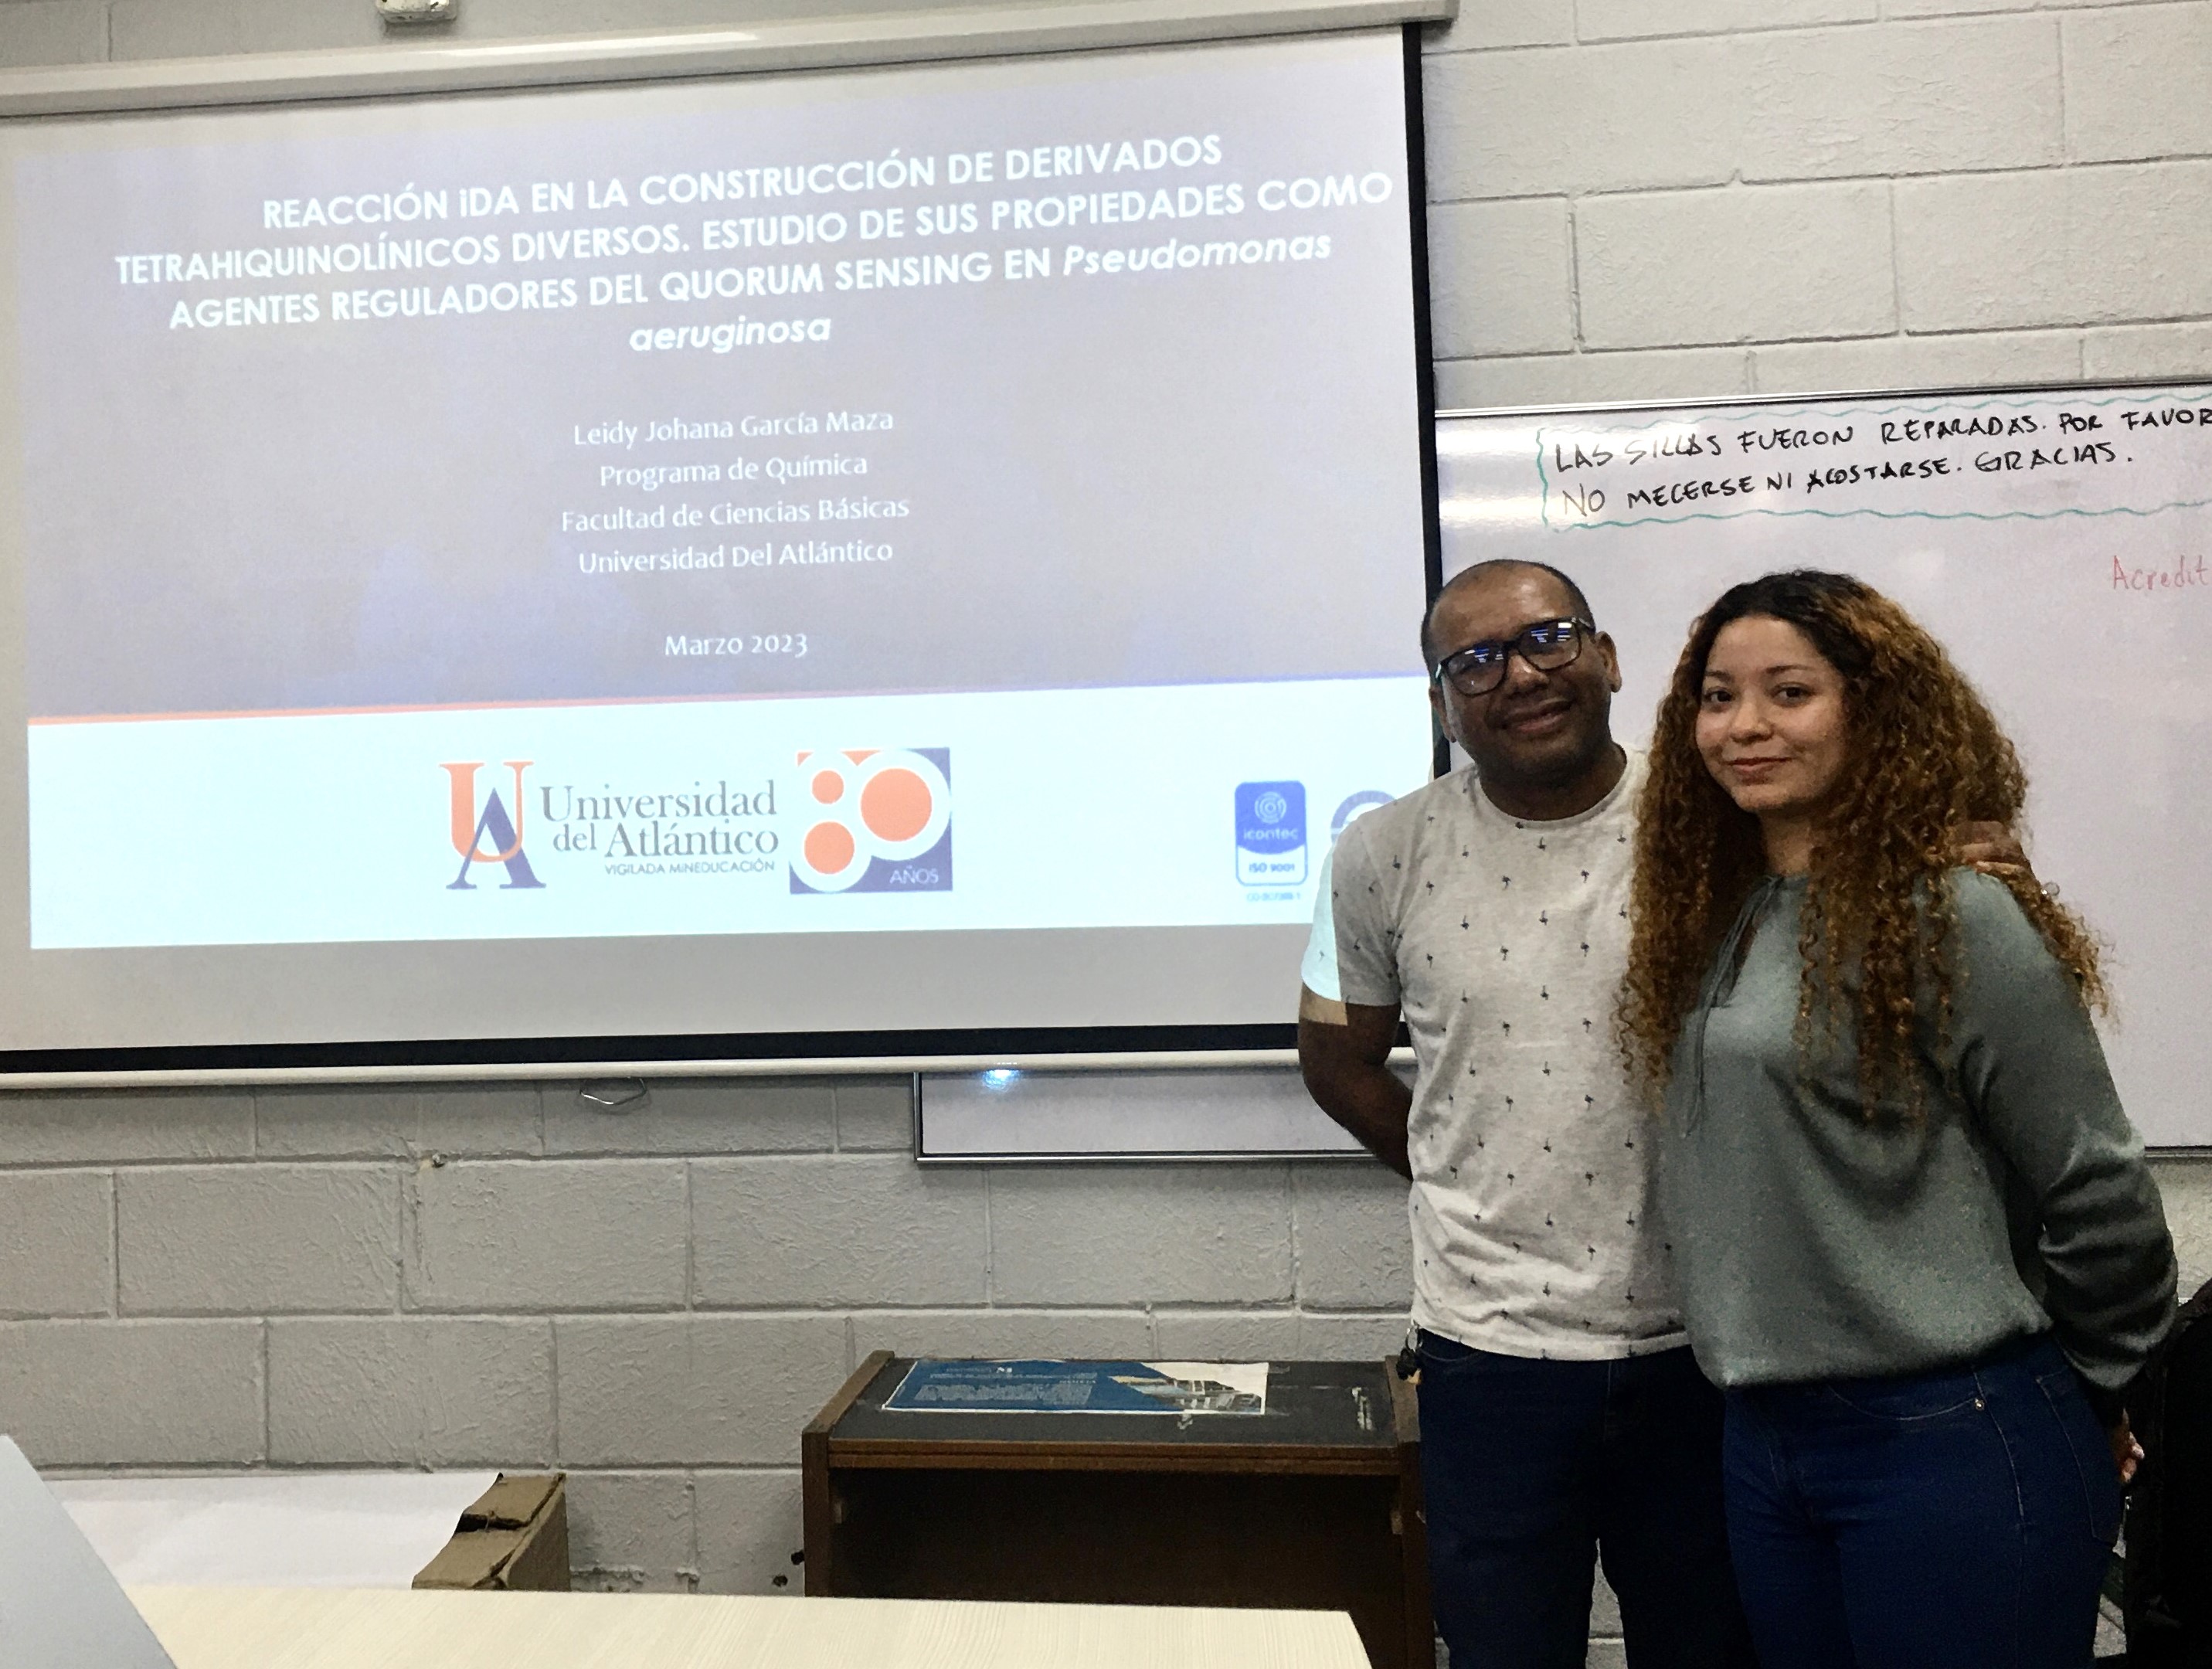 REACCIÓN iDA EN LA CONSTRUCCIÓN DE DERIVADOS
TETRAHIQUINOLÍNICOS DIVERSOS. ESTUDIO DE SUS PROPIEDADES COMO
AGENTES REGULADORES DEL QUORUM SENSING EN Pseudomonas
aeruginosa
Leidy Johana García Maza
Programa de Química
Facultad de Ciencias Básicas
Universidad Del Atlántico
Marzo 2023
UA
Universidad
del Atlántico
VIGILADA MINEDUCACIÓN
80
AÑOS
icontec
ISO 9001
LAS SILLAS FUERON REPARADAS. POR FAVOR
NO MECERSE NI ACOSTARSE. GRACIAS.
Acredit